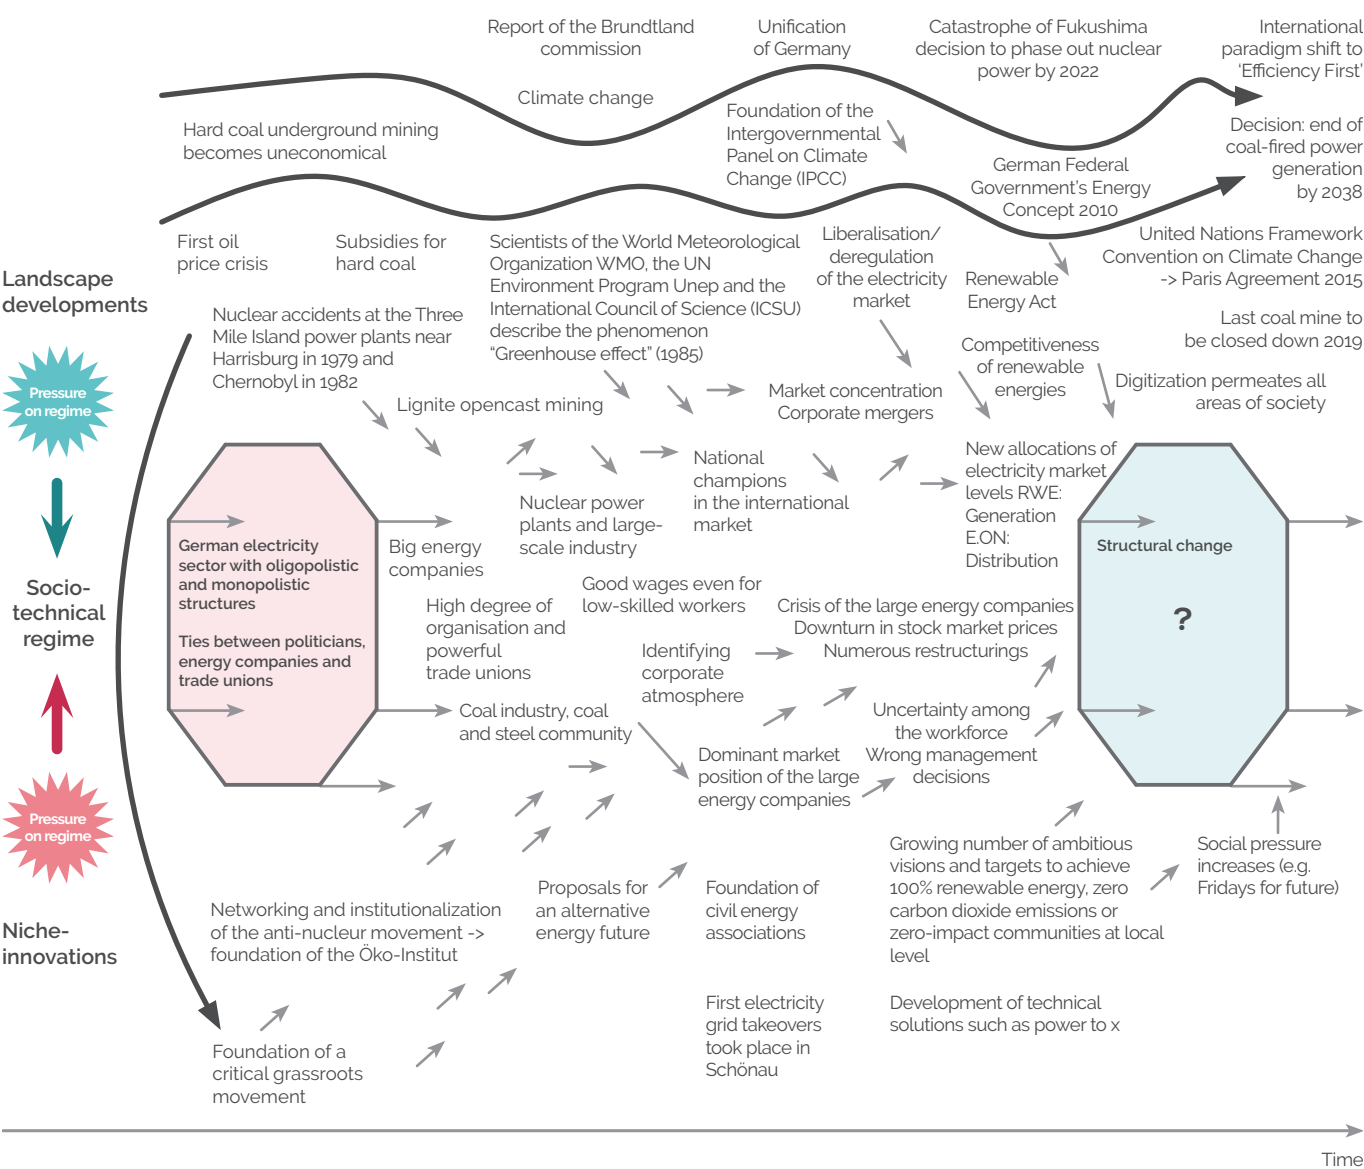 Report of the Brundtland
commission
Unification
of Germany
Catastrophe of Fukushima
decision to phase out nuclear
power by 2022
International
paradigm shift to
‘Efficiency First’
Climate change
Hard coal underground mining
becomes uneconomical
Foundation of the
Intergovernmental
Panel on Climate
Change (IPCC)
German Federal
Government’s Energy
Concept 2010
Decision: end of
coal-fired power
generation
by 2038
First oil
price crisis
Subsidies for
hard coal
Scientists of the World Meteorological
Organization WMO, the UN
Environment Program Unep and the
International Council of Science (ICSU)
describe the phenomenon
“Greenhouse effect” (1985)
Liberalisation/
deregulation
of the electricity
market
Renewable
Energy Act
United Nations Framework
Convention on Climate Change
-> Paris Agreement 2015
Landscape
developments
Nuclear accidents at the Three
Mile Island power plants near
Harrisburg in 1979 and
Chernobyl in 1982
Last coal mine to
be closed down 2019
Competitiveness
of renewable
energies
Digitization permeates all
areas of society
Pressure
on regime
Lignite opencast mining
Market concentration
Corporate mergers
National
champions
in the international
market
New allocations of
electricity market
levels RWE:
Generation
E.ON:
Distribution
Nuclear power
plants and large-
scale industry
German electricity
sector with oligopolistic
and monopolistic
structures
Ties between politicians,
energy companies and
trade unions
Big energy
companies
Structural change
?
Socio-
technical
regime
Good wages even for
low-skilled workers
High degree of
organisation and
powerful
trade unions
Crisis of the large energy companies
Downturn in stock market prices
Numerous restructurings
Identifying
corporate
atmosphere
Coal industry, coal
and steel community
Uncertainty among
the workforce
Wrong management
decisions
Dominant market
position of the large
energy companies
Pressure
on regime
Growing number of ambitious
visions and targets to achieve
100% renewable energy, zero
carbon dioxide emissions or
zero-impact communities at local
level
Social pressure
increases (e.g.
Fridays for future)
Niche-
innovations
Networking and institutionalization
of the anti-nucleur movement ->
foundation of the Öko-Institut
Proposals for
an alternative
energy future
Foundation of
civil energy
associations
First electricity
grid takeovers
took place in
Schönau
Development of technical
solutions such as power to x
Foundation of a
critical grassroots
movement
Time